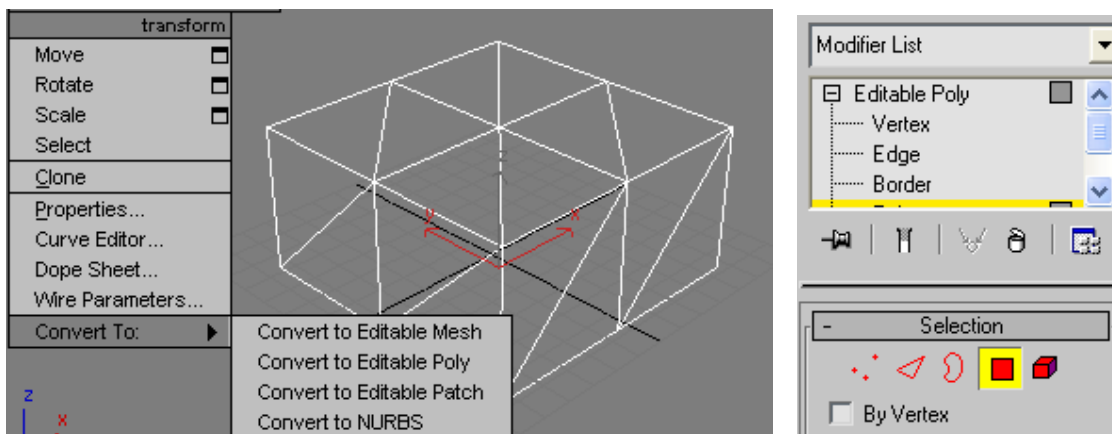 transform
Move
Rotate
Scale
Select
Clone
Properties...
Curve Editor...
Dope Sheet...
Wire Parameters...
Convert To:
Convert to Editable Mesh
Convert to Editable Poly
Convert to Editable Patch
Convert to NURBS
z
y
x
z
x
Modifier List
Editable Poly
Vertex
Edge
Border
- Selection
By Vertex